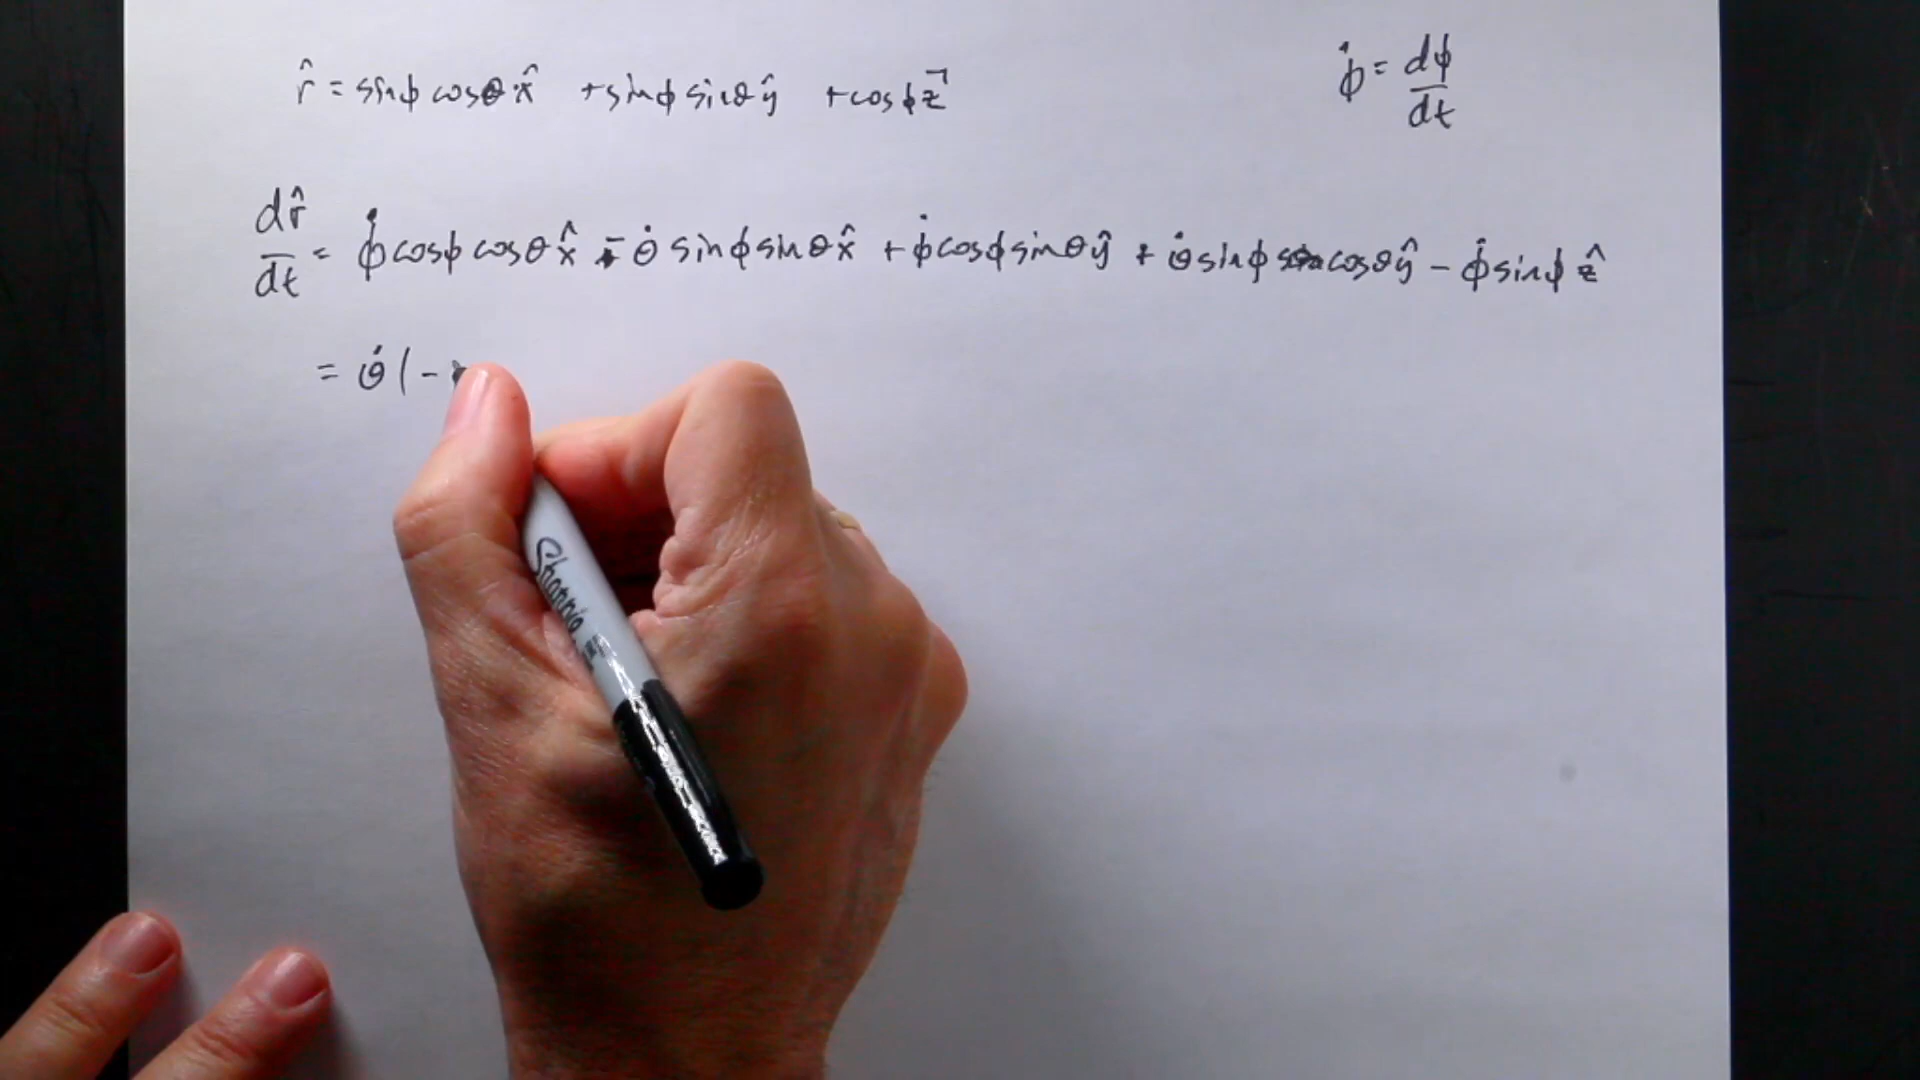 r̂ = sinϕ cosθ x̂ + sinϕ sinθ ŷ + cosϕ z⃗
ϕ̇ = dϕ/dt
dr̂/dt = ϕ̇ cosϕ cosθ x̂ - θ̇ sinϕ sinθ x̂ + ϕ̇ cosϕ sinθ ŷ + θ̇ sinϕ cosθ ŷ - ϕ̇ sinϕ ẑ
= θ̇ ( -
Sharpie